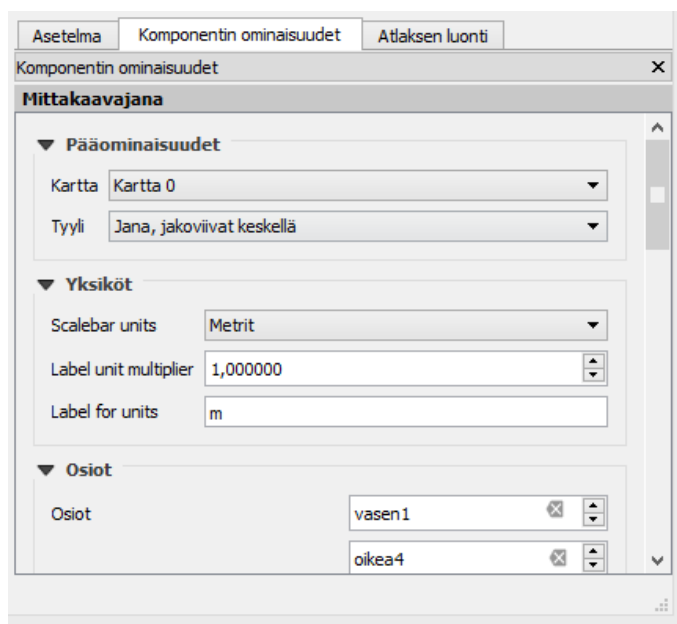 Asetelma Komponentin ominaisuudet Atlaksen luonti
Komponentin ominaisuudet
Mittakaavajana
Pääominaisuudet
Kartta Kartta 0
Tyyli Jana, jakoviivat keskellä
Yksiköt
Scalebar units Metrit
Label unit multiplier 1,000000
Label for units m
Osiot
Osiot vasen1
oikea4